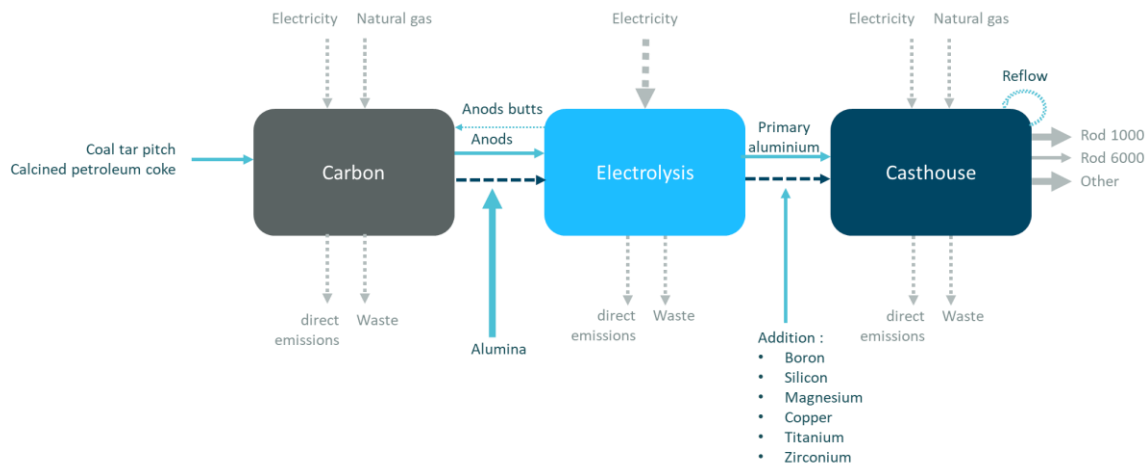 Electricity
Natural gas
Electricity
Electricity
Natural gas
Reflow
Coal tar pitch
Calcined petroleum coke
Carbon
Anods butts
Anods
Electrolysis
Primary
aluminium
Casthouse
Rod 1000
Rod 6000
Other
direct
emissions
Waste
Alumina
direct
emissions
Waste
Addition :
• Boron
• Silicon
• Magnesium
• Copper
• Titanium
• Zirconium
direct
emissions
Waste